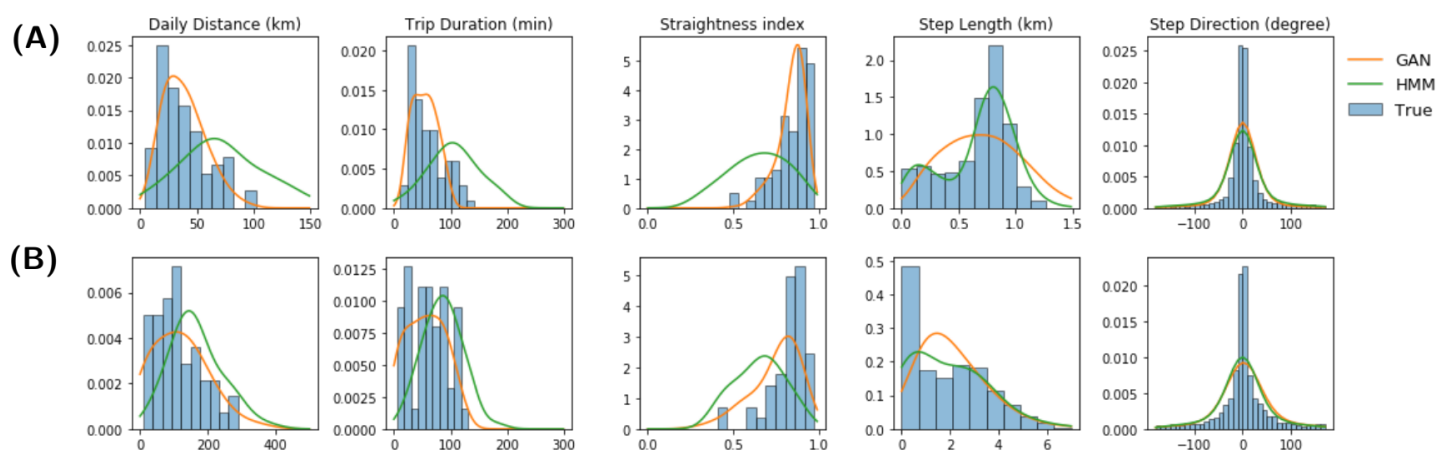 (A)
Daily Distance (km) Trip Duration (min) Straightness index Step Length (km) Step Direction (degree)
0.025 0.020 0.015 0.010 0.005 0.000
0 50 100 150
0.020 0.015 0.010 0.005 0.000
0 100 200 300
5 4 3 2 1 0
0.0 0.5 1.0
2.0 1.5 1.0 0.5 0.0
0.0 0.5 1.0 1.5
0.025 0.020 0.015 0.010 0.005 0.000
−100 0 100
GAN
HMM
True
(B)
0.006 0.004 0.002 0.000
0 200 400
0.0125 0.0100 0.0075 0.0050 0.0025 0.0000
0 100 200 300
5 4 3 2 1 0
0.0 0.5 1.0
0.5 0.4 0.3 0.2 0.1 0.0
0 2 4 6
0.020 0.015 0.010 0.005 0.000
−100 0 100